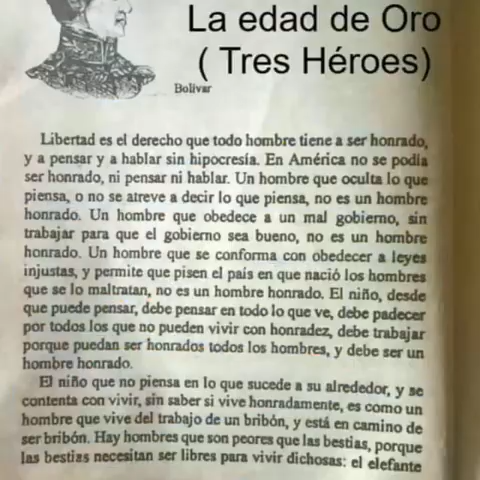 La edad de Oro
( Tres Héroes)
Bolívar
Libertad es el derecho que todo hombre tiene a ser honrado,
y a pensar y a hablar sin hipocresía. En América no se podía
ser honrado, ni pensar ni hablar. Un hombre que oculta lo que
piensa, o no se atreve a decir lo que piensa, no es un hombre
honrado. Un hombre que obedece a un mal gobierno, sin
trabajar para que el gobierno sea bueno, no es un hombre
honrado. Un hombre que se conforma con obedecer a leyes
injustas, y permite que pisen el país en que nació los hombres
que se lo maltratan, no es un hombre honrado. El niño, desde
que puede pensar, debe pensar en todo lo que ve, debe padecer
por todos los que no pueden vivir con honradez, debe trabajar
porque puedan ser honrados todos los hombres, y debe ser un
hombre honrado.
El niño que no piensa en lo que sucede a su alrededor, y se
contenta con vivir, sin saber si vive honradamente, es como un
hombre que vive del trabajo de un bribón, y está en camino de
ser bribón. Hay hombres que son peores que las bestias, porque
las bestias necesitan ser libres para vivir dichosas: el elefante